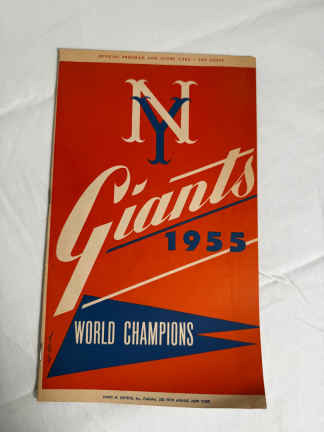 OFFICIAL PROGRAM AND SCORE CARD • TEN CENTS
NY
Giants
1955
WORLD CHAMPIONS